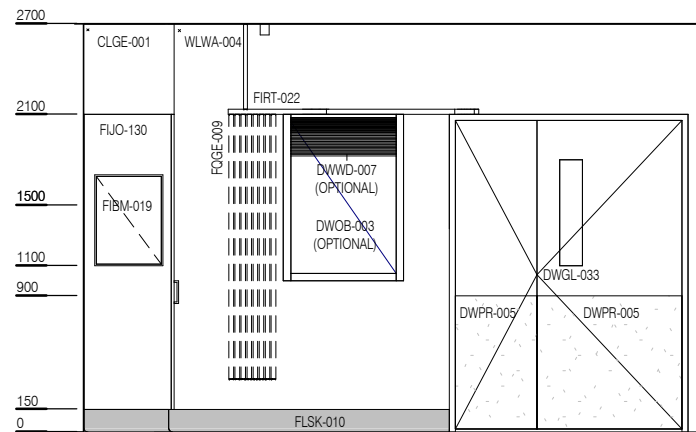 2700
CLGE-001
WLWA-004
FIRT-022
2100
FIJO-130
FQGE-009
DWWD-007
(OPTIONAL)
1500
FIBM-019
DWOB-003
(OPTIONAL)
1100
DWGL-033
900
DWPR-005
DWPR-005
150
FLSK-010
0